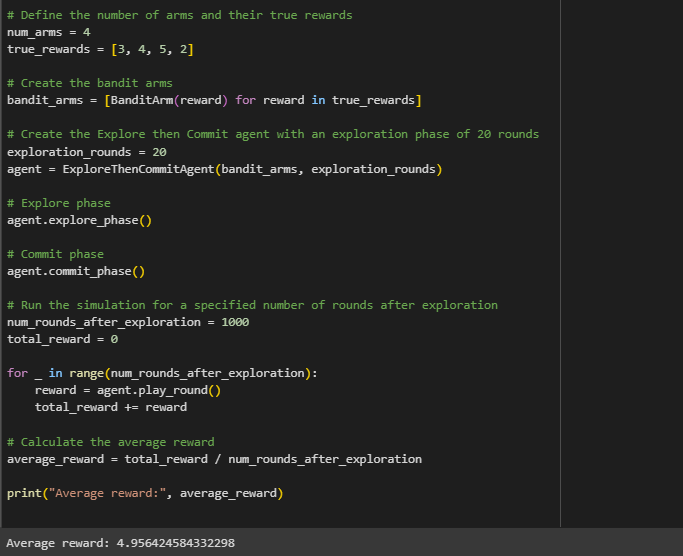 # Define the number of arms and their true rewards
num_arms = 4
true_rewards = [3, 4, 5, 2]
# Create the bandit arms
bandit_arms = [BanditArm(reward) for reward in true_rewards]
# Create the Explore then Commit agent with an exploration phase of 20 rounds
exploration_rounds = 20
agent = ExploreThenCommitAgent(bandit_arms, exploration_rounds)
# Explore phase
agent.explore_phase()
# Commit phase
agent.commit_phase()
# Run the simulation for a specified number of rounds after exploration
num_rounds_after_exploration = 1000
total_reward = 0
for _ in range(num_rounds_after_exploration):
    reward = agent.play_round()
    total_reward += reward
# Calculate the average reward
average_reward = total_reward / num_rounds_after_exploration
print("Average reward:", average_reward)
Average reward: 4.956424584332298